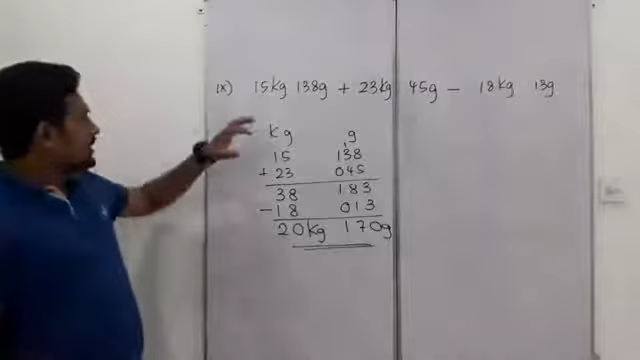 ix) 15kg 138g + 23kg 45g - 18kg 13g
kg g
15 138
+ 23 045
38 183
- 18 013
20kg 170g